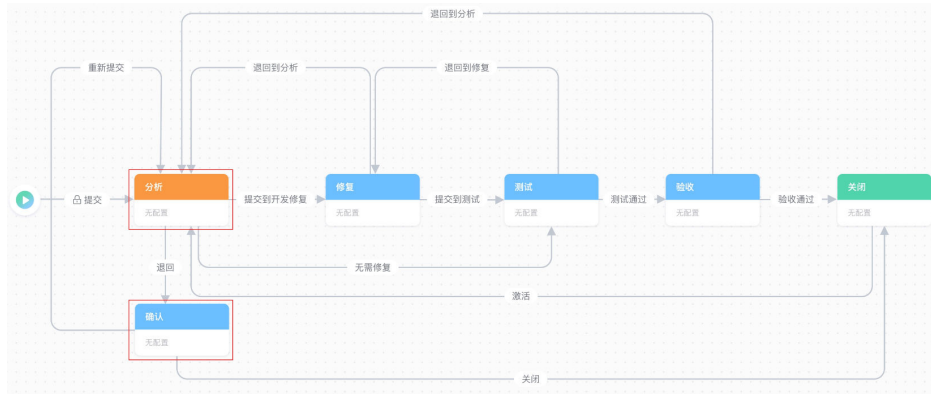 退回到分析
重新提交
退回到分析
退回到修复
分析
修复
测试
验收
关闭
提交
提交到开发修复
提交到测试
测试通过
验收通过
无配置
无配置
无配置
无配置
无配置
退回
无需修复
激活
确认
无配置
关闭